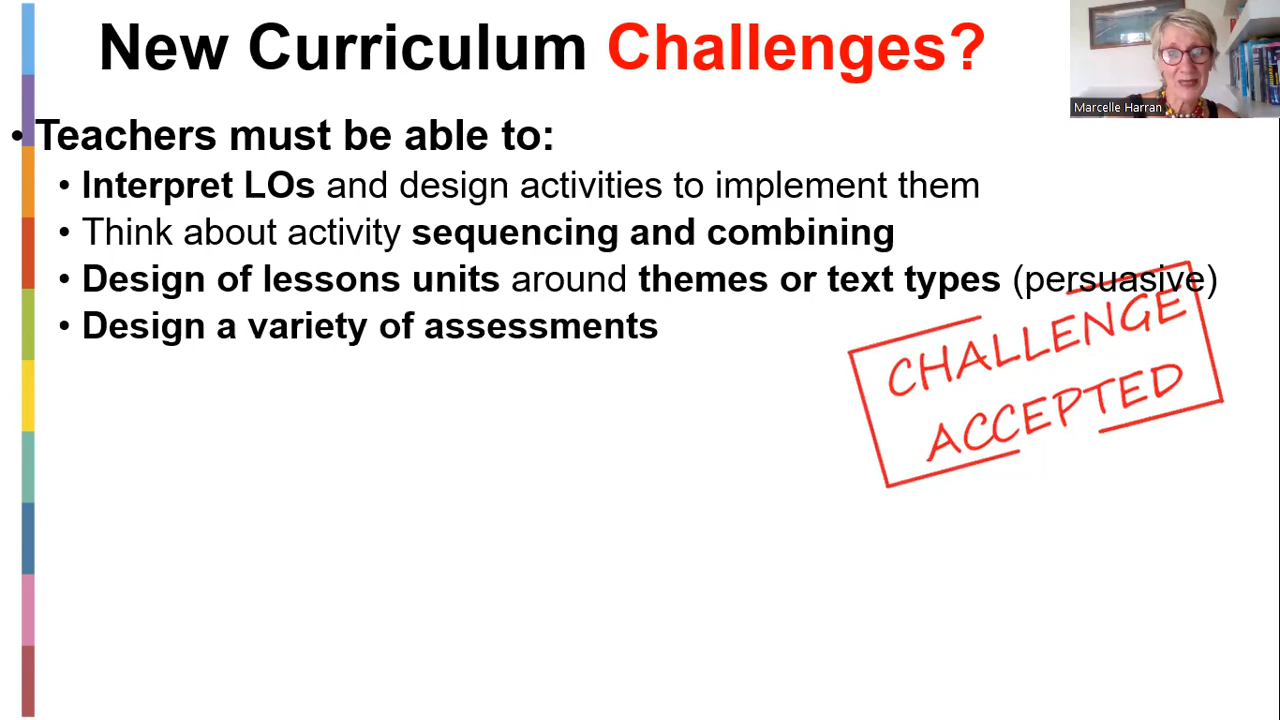 New Curriculum Challenges?
Marcelle Harran
• Teachers must be able to:
• Interpret LOs and design activities to implement them
• Think about activity sequencing and combining
• Design of lessons units around themes or text types (persuasive)
• Design a variety of assessments
CHALLENGE
ACCEPTED